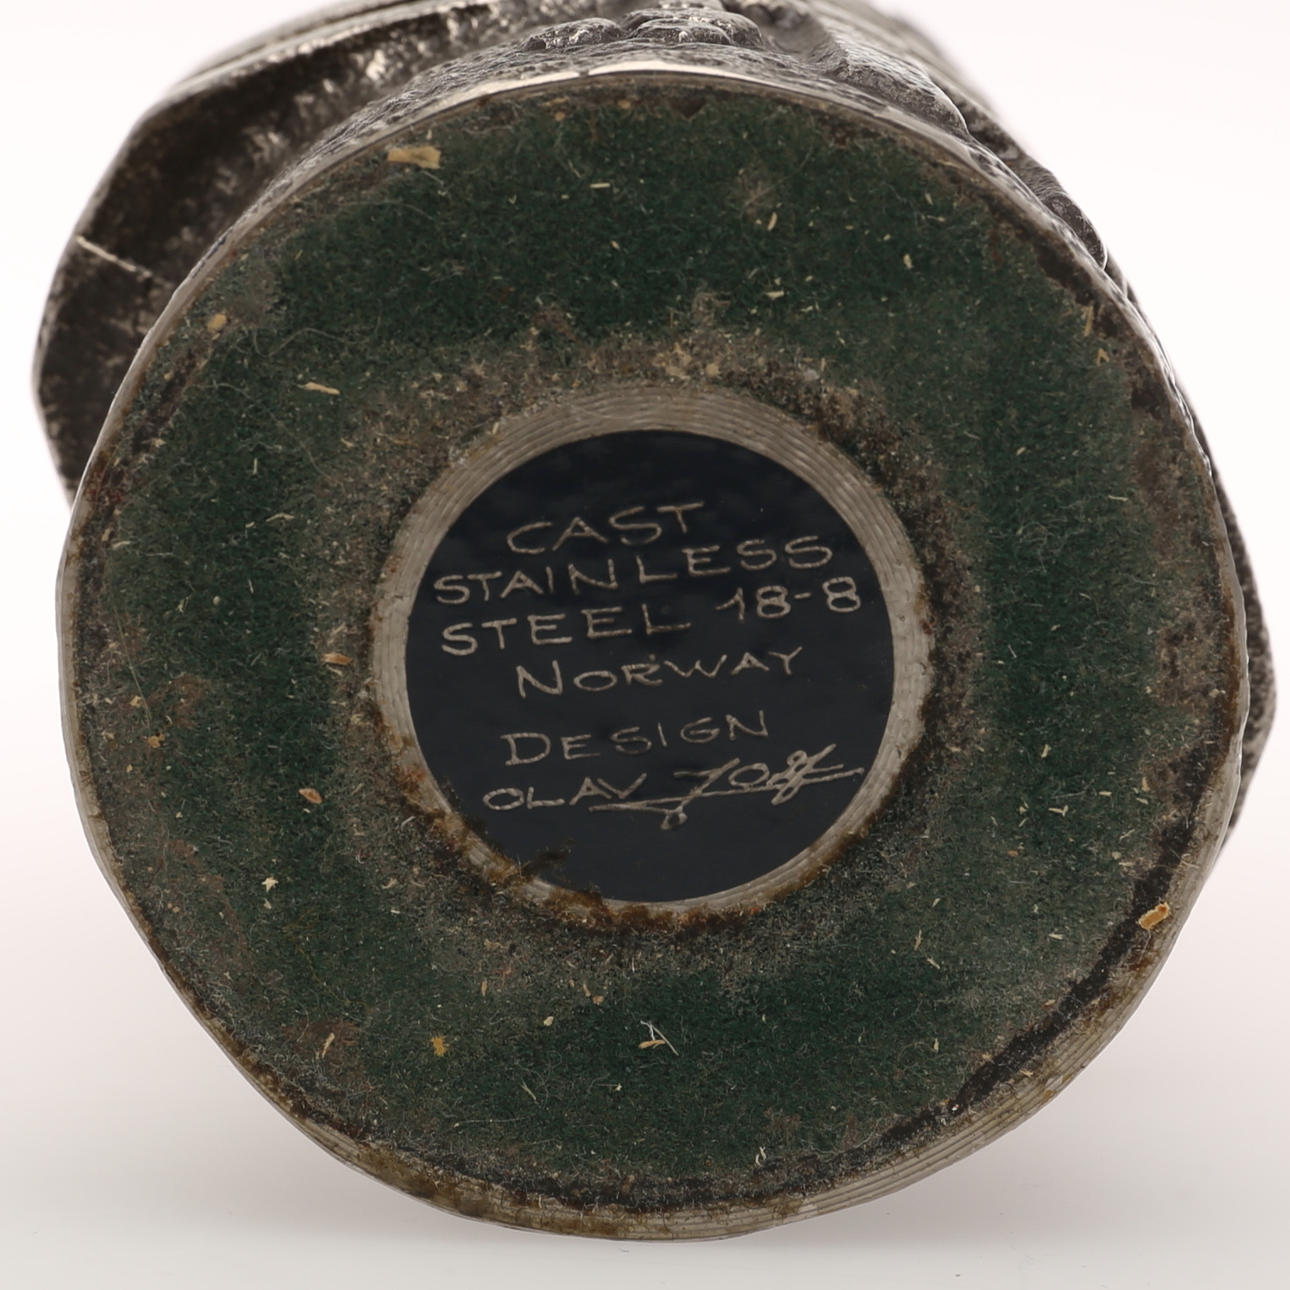 CAST
STAINLESS
STEEL 18-8
NORWAY
DESIGN
OLAV